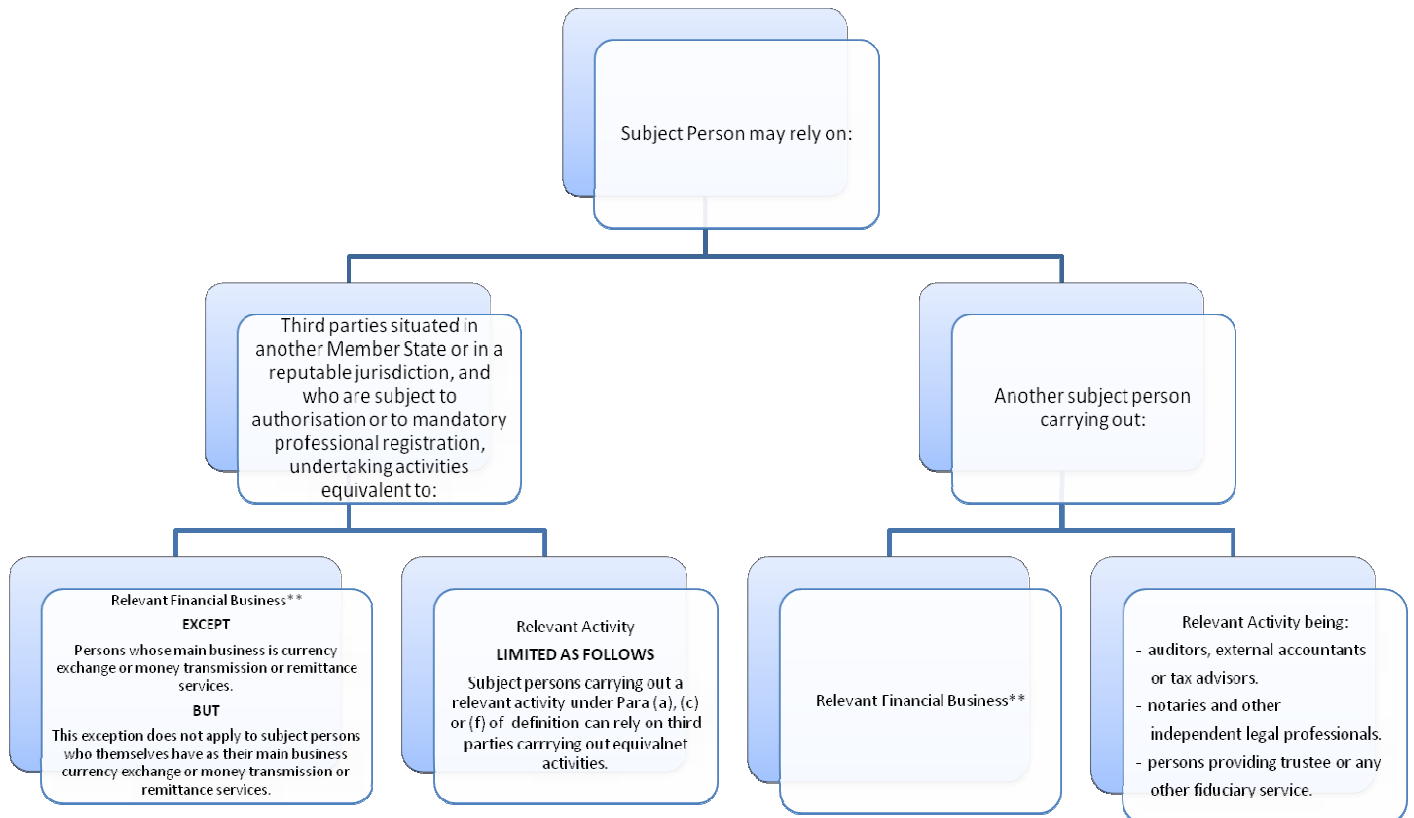 Subject Person may rely on:
Third parties situated in
another Member State or in a
reputable jurisdiction, and
who are subject to
authorisation or to mandatory
professional registration,
undertaking activities
equivalent to:
Another subject person
carrying out:
Relevant Financial Business**
EXCEPT
Persons whose main business is currency
exchange or money transmission or remittance
services.
BUT
This exception does not apply to subject persons
who themselves have as their main business
currency exchange or money transmission or
remittance services.
Relevant Activity
LIMITED AS FOLLOWS
Subject persons carrying out a
relevant activity under Para (a), (c)
or (f) of definition can rely on third
parties carrrying out equivalnet
activities.
Relevant Financial Business**
Relevant Activity being:
- auditors, external accountants
or tax advisors.
- notaries and other
independent legal professionals.
- persons providing trustee or any
other fiduciary service.